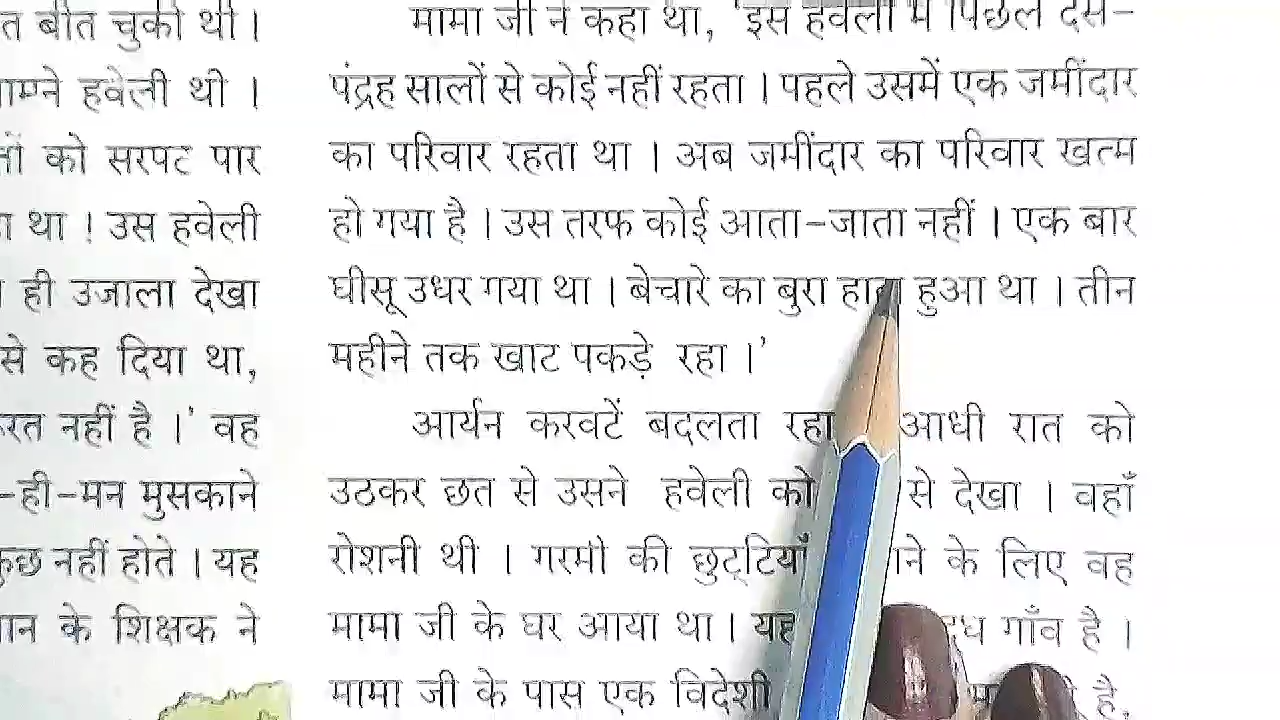 त बीत चुकी थी।
हवेली थी ।
को सरपट पार
था ! उस हवेली
ही उजाला देखा
से कह दिया था,
नहीं है ।' वह
-ही-मन मुसकाने
कुछ नहीं होते । यह
के शिक्षक ने
मामा जी ने कहा था, 'इस हवेली में पिछले दस-
पंद्रह सालों से कोई नहीं रहता । पहले उसमें एक जमींदार
का परिवार रहता था । अब जमींदार का परिवार खत्म
हो गया है । उस तरफ कोई आता-जाता नहीं । एक बार
घीसू उधर गया था । बेचारे का बुरा हाल हुआ था । तीन
महीने तक खाट पकड़े रहा ।'
आर्यन करवटें बदलता रहा आधी रात को
उठकर छत से उसने हवेली को से देखा । वहाँ
रोशनी थी । गरमी की छुट्टियाँ के लिए वह
मामा जी के घर आया था । यह गाँव है ।
मामा जी के पास एक विदेशी है,